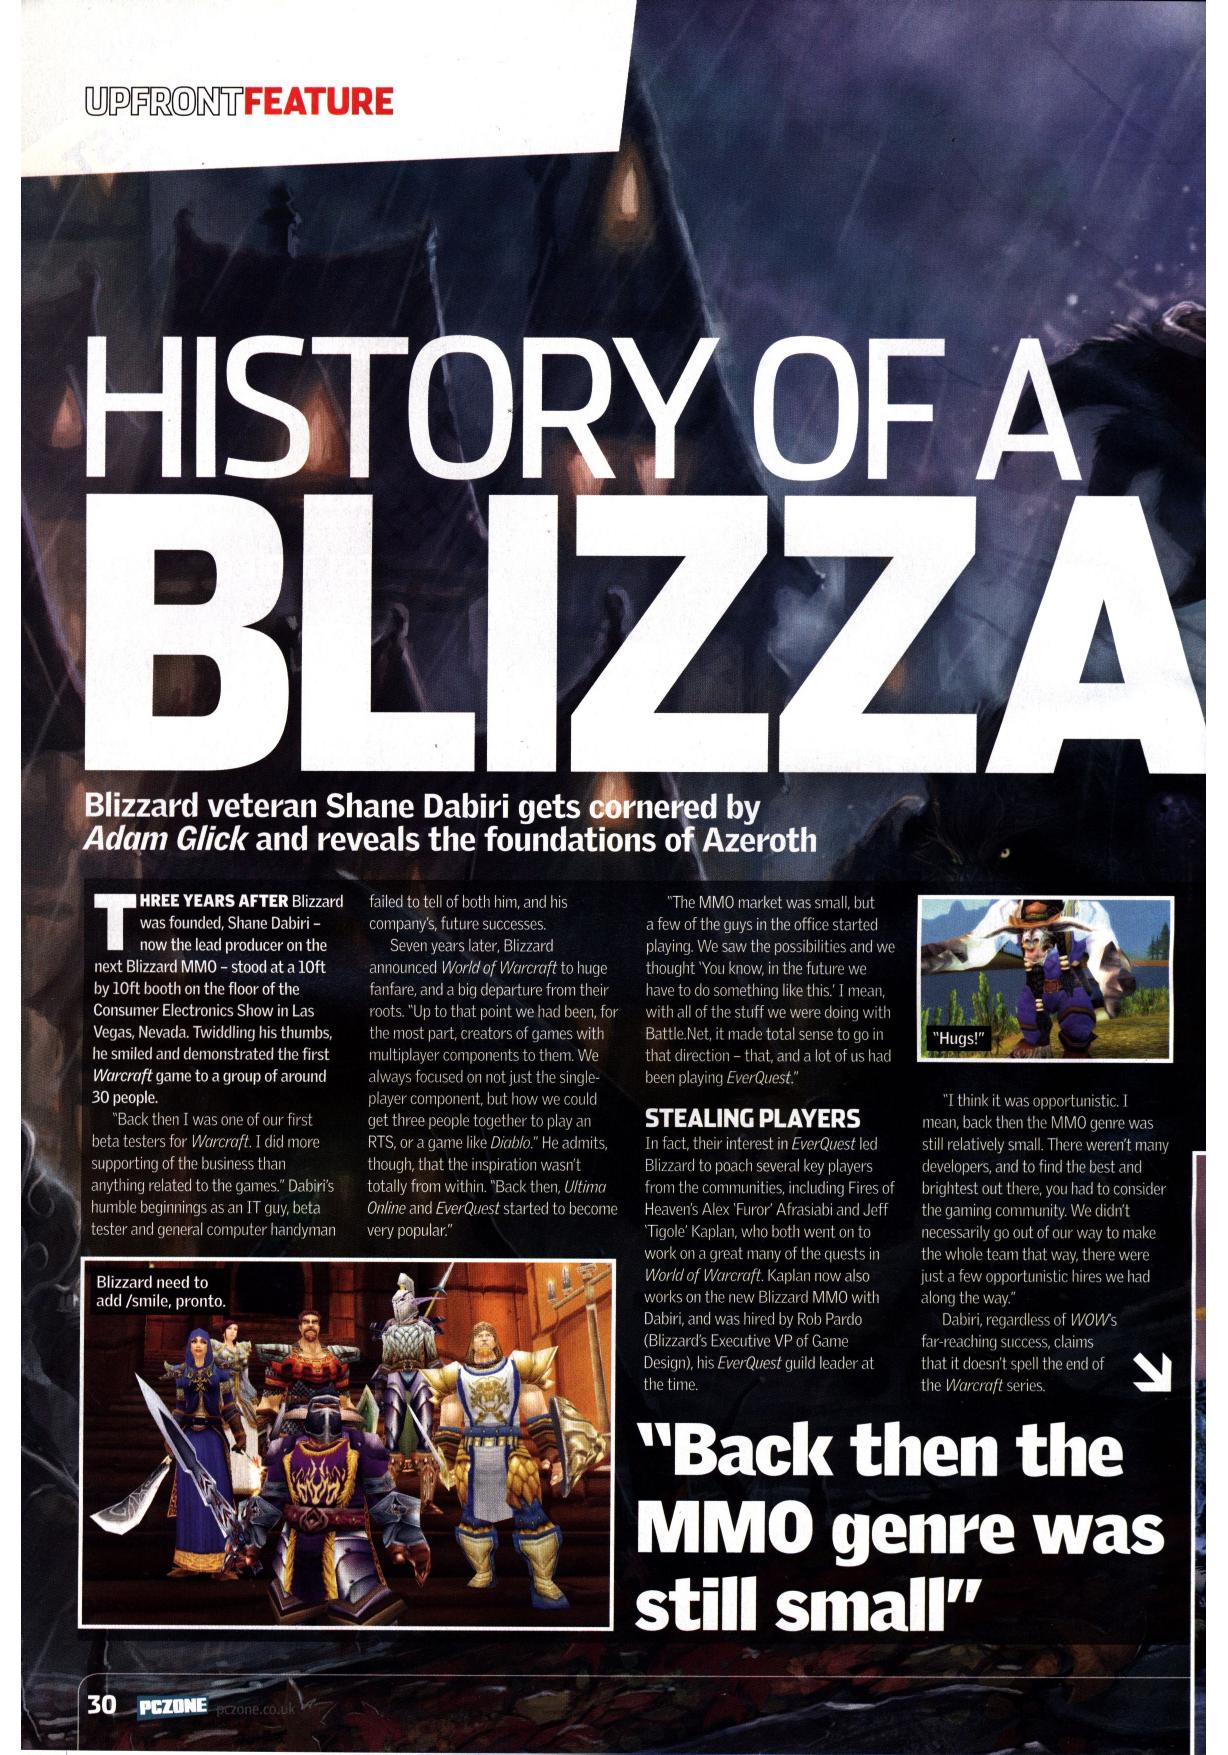 UPFRONTFEATURE
HISTORY OF A
BLIZZA
Blizzard veteran Shane Dabiri gets cornered by
Adam Glick and reveals the foundations of Azeroth
THREE YEARS AFTER Blizzard
was founded, Shane Dabiri –
now the lead producer on the
next Blizzard MMO – stood at a 10ft
by 10ft booth on the floor of the
Consumer Electronics Show in Las
Vegas, Nevada. Twiddling his thumbs,
he smiled and demonstrated the first
Warcraft game to a group of around
30 people.
"Back then I was one of our first
beta testers for Warcraft. I did more
supporting of the business than
anything related to the games." Dabiri's
humble beginnings as an IT guy, beta
tester and general computer handyman
failed to tell of both him, and his
company's, future successes.
Seven years later, Blizzard
announced World of Warcraft to huge
fanfare, and a big departure from their
roots. "Up to that point we had been, for
the most part, creators of games with
multiplayer components to them. We
always focused on not just the single-
player component, but how we could
get three people together to play an
RTS, or a game like Diablo." He admits,
though, that the inspiration wasn't
totally from within. "Back then, Ultima
Online and EverQuest started to become
very popular."
"The MMO market was small, but
a few of the guys in the office started
playing. We saw the possibilities and we
thought 'You know, in the future we
have to do something like this.' I mean,
with all of the stuff we were doing with
Battle.Net, it made total sense to go in
that direction – that, and a lot of us had
been playing EverQuest."
STEALING PLAYERS
In fact, their interest in EverQuest led
Blizzard to poach several key players
from the communities, including Fires of
Heaven's Alex 'Furor' Afrasiabi and Jeff
'Tigole' Kaplan, who both went on to
work on a great many of the quests in
World of Warcraft. Kaplan now also
works on the new Blizzard MMO with
Dabiri, and was hired by Rob Pardo
(Blizzard's Executive VP of Game
Design), his EverQuest guild leader at
the time.
"Hugs!"
"I think it was opportunistic. I
mean, back then the MMO genre was
still relatively small. There weren't many
developers, and to find the best and
brightest out there, you had to consider
the gaming community. We didn't
necessarily go out of our way to make
the whole team that way, there were
just a few opportunistic hires we had
along the way."
Dabiri, regardless of WOW's
far-reaching success, claims
that it doesn't spell the end of
the Warcraft series.
Blizzard need to
add /smile, pronto.
"Back then the
MMO genre was
still small"
30 PCZONE pczone.co.uk